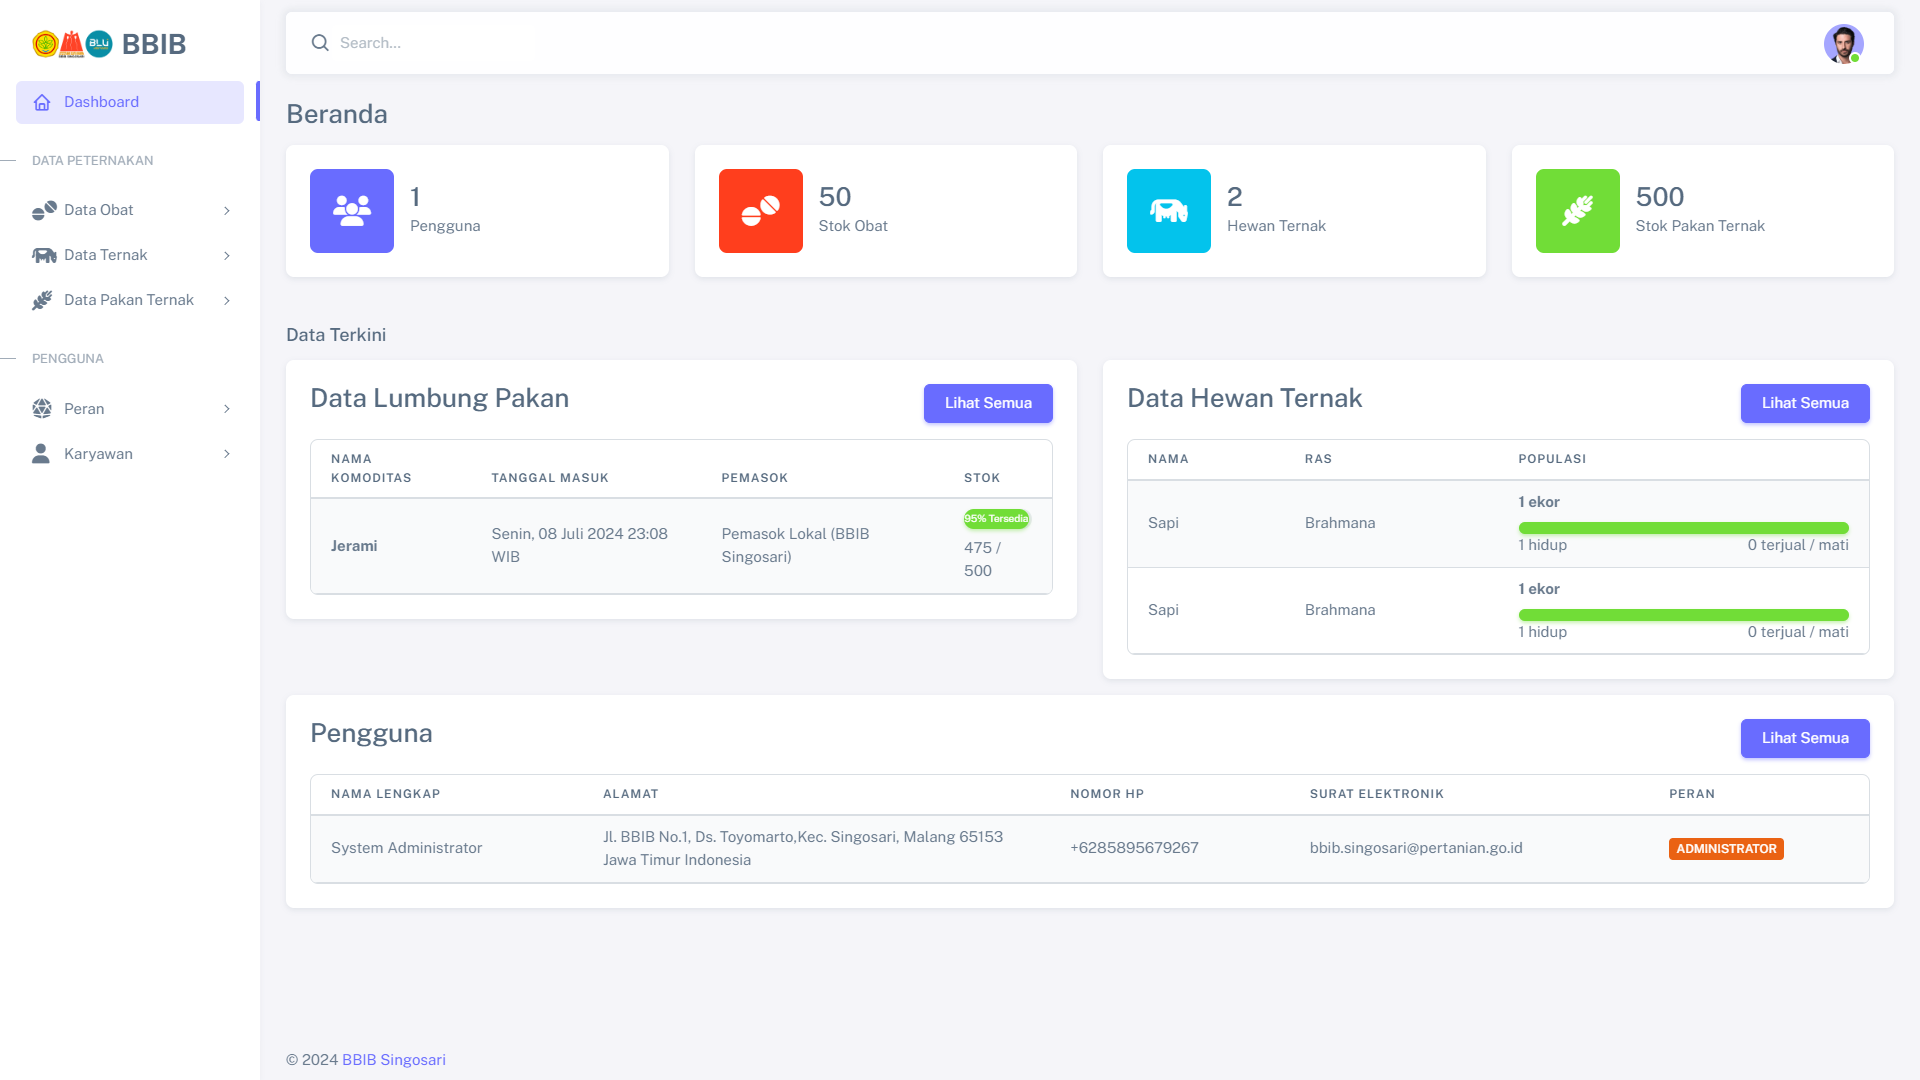 BLU
BBIB
Search...
Dashboard
DATA PETERNAKAN
Data Obat
Data Ternak
Data Pakan Ternak
PENGGUNA
Peran
Karyawan
Beranda
1
Pengguna
50
Stok Obat
2
Hewan Ternak
500
Stok Pakan Ternak
Data Terkini
Data Lumbung Pakan
Lihat Semua
NAMA
KOMODITAS
TANGGAL MASUK
PEMASOK
STOK
Jerami
Senin, 08 Juli 2024 23:08
WIB
Pemasok Lokal (BBIB
Singosari)
95% Tersedia
475 /
500
Data Hewan Ternak
Lihat Semua
NAMA
RAS
POPULASI
Sapi
Brahmana
1 ekor
1 hidup
0 terjual / mati
Sapi
Brahmana
1 ekor
1 hidup
0 terjual / mati
Pengguna
Lihat Semua
NAMA LENGKAP
ALAMAT
NOMOR HP
SURAT ELEKTRONIK
PERAN
System Administrator
Jl. BBIB No.1, Ds. Toyomarto,Kec. Singosari, Malang 65153
Jawa Timur Indonesia
+6285895679267
bbib.singosari@pertanian.go.id
ADMINISTRATOR
© 2024 BBIB Singosari